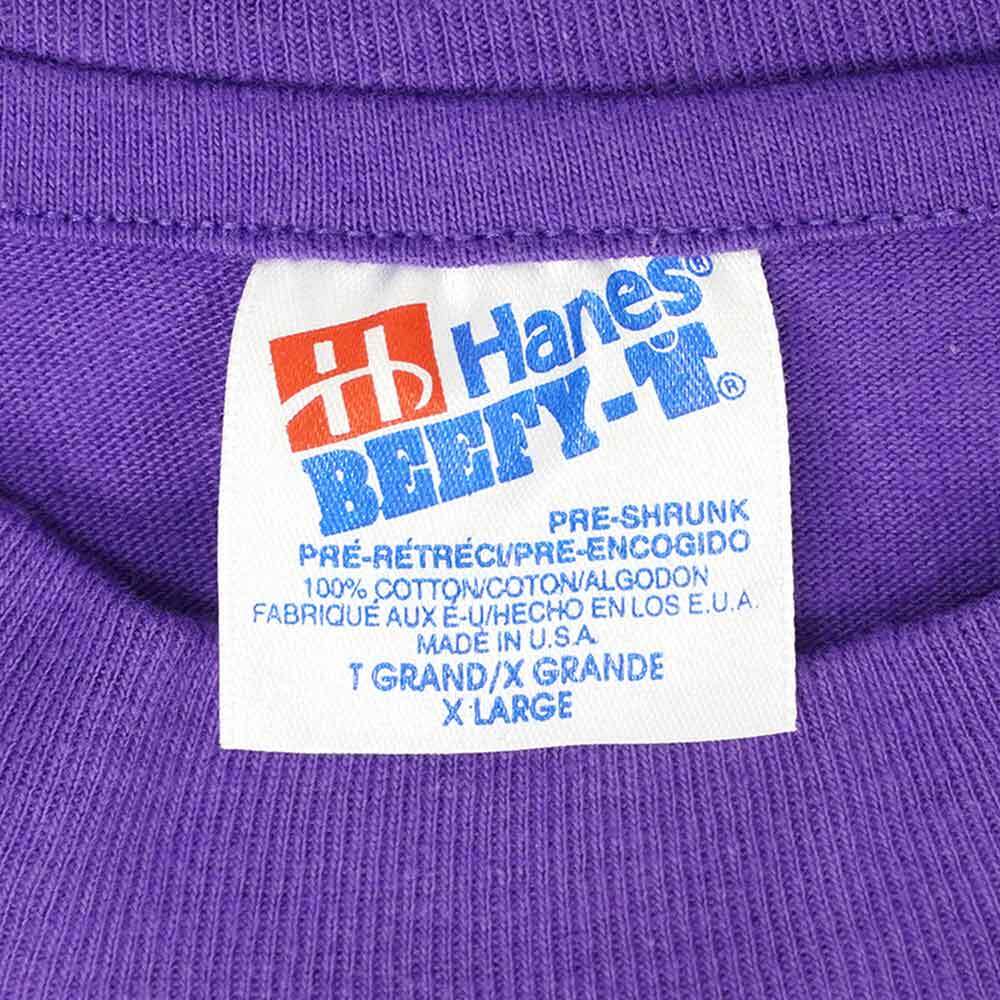 H Hanes®
BEEFY-T®
PRE-SHRUNK
PRÉ-RÉTRÉCI/PRE-ENCOGIDO
100% COTTON/COTON/ALGODON
FABRIQUÉ AUX É-U/HECHO EN LOS E.U.A.
MADE IN U.S.A.
T GRAND/X GRANDE
X LARGE